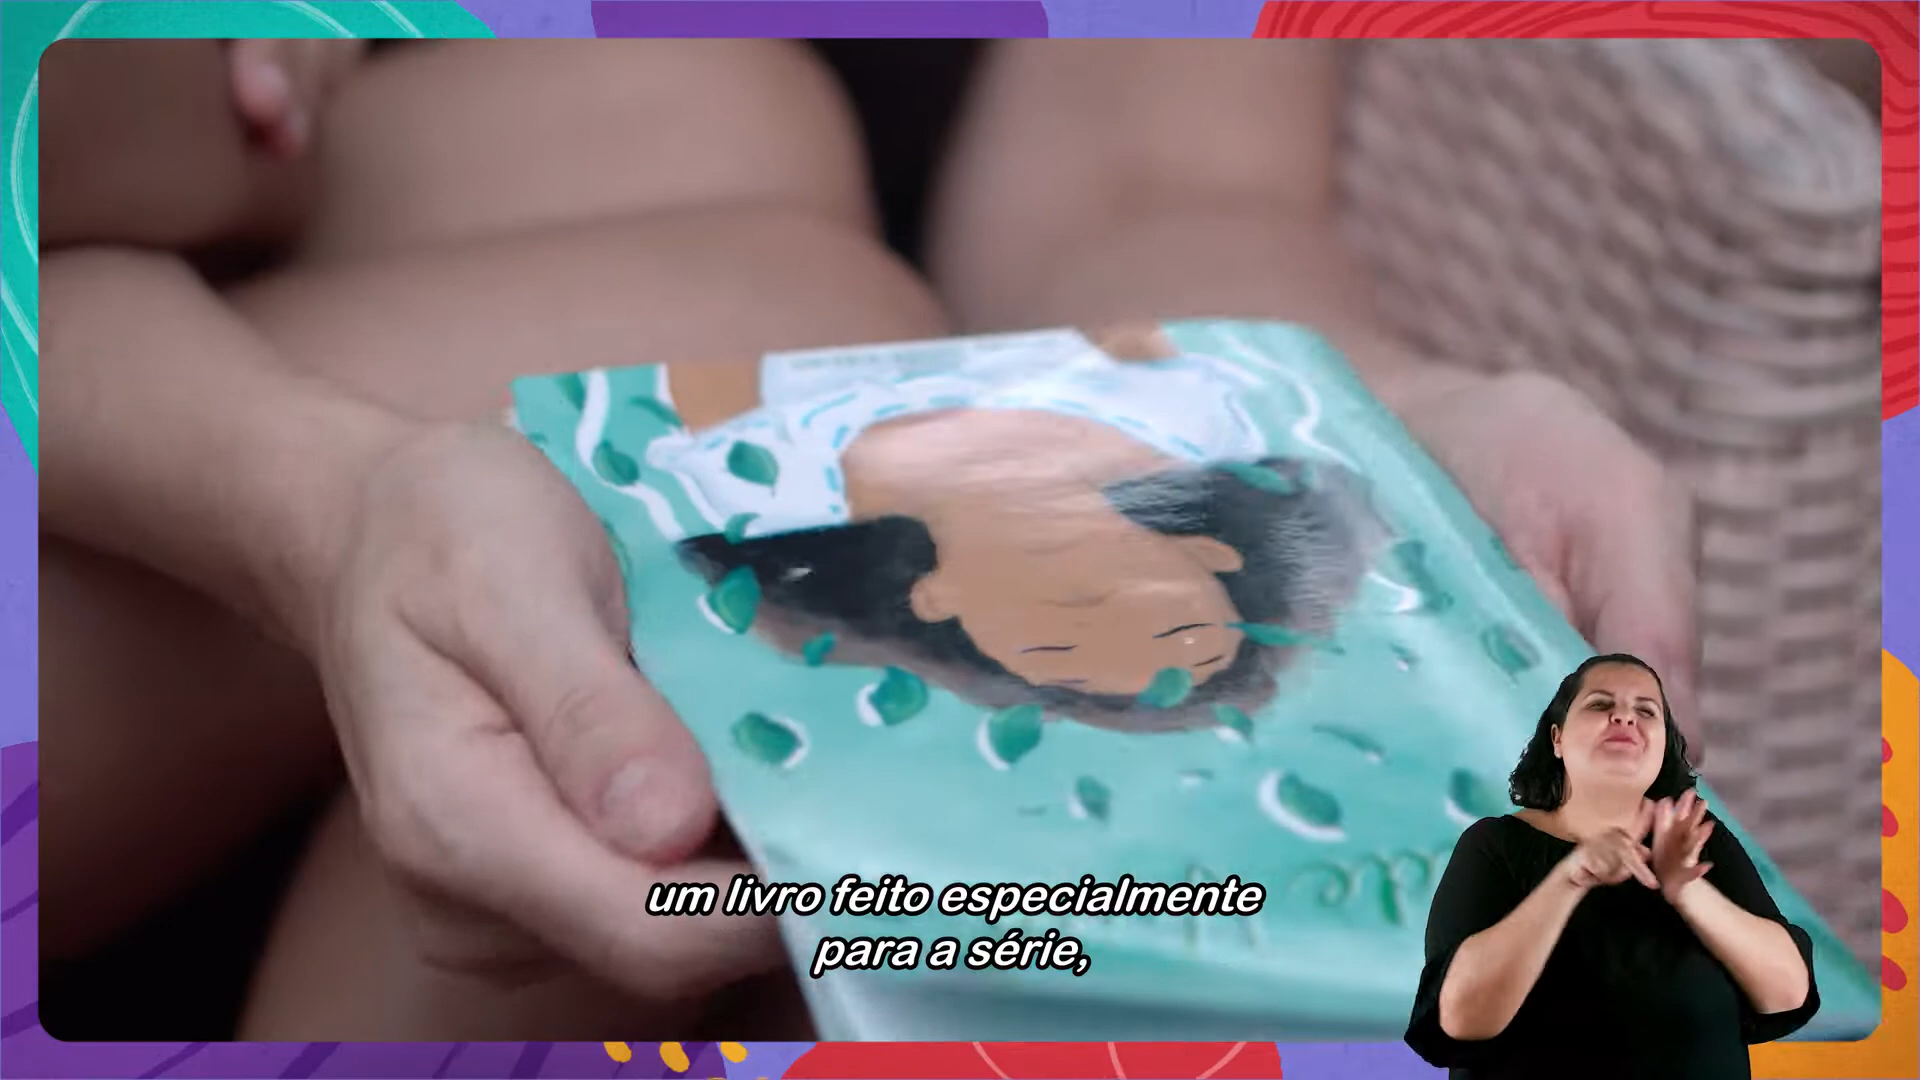 um livro feito especialmente
para a série,